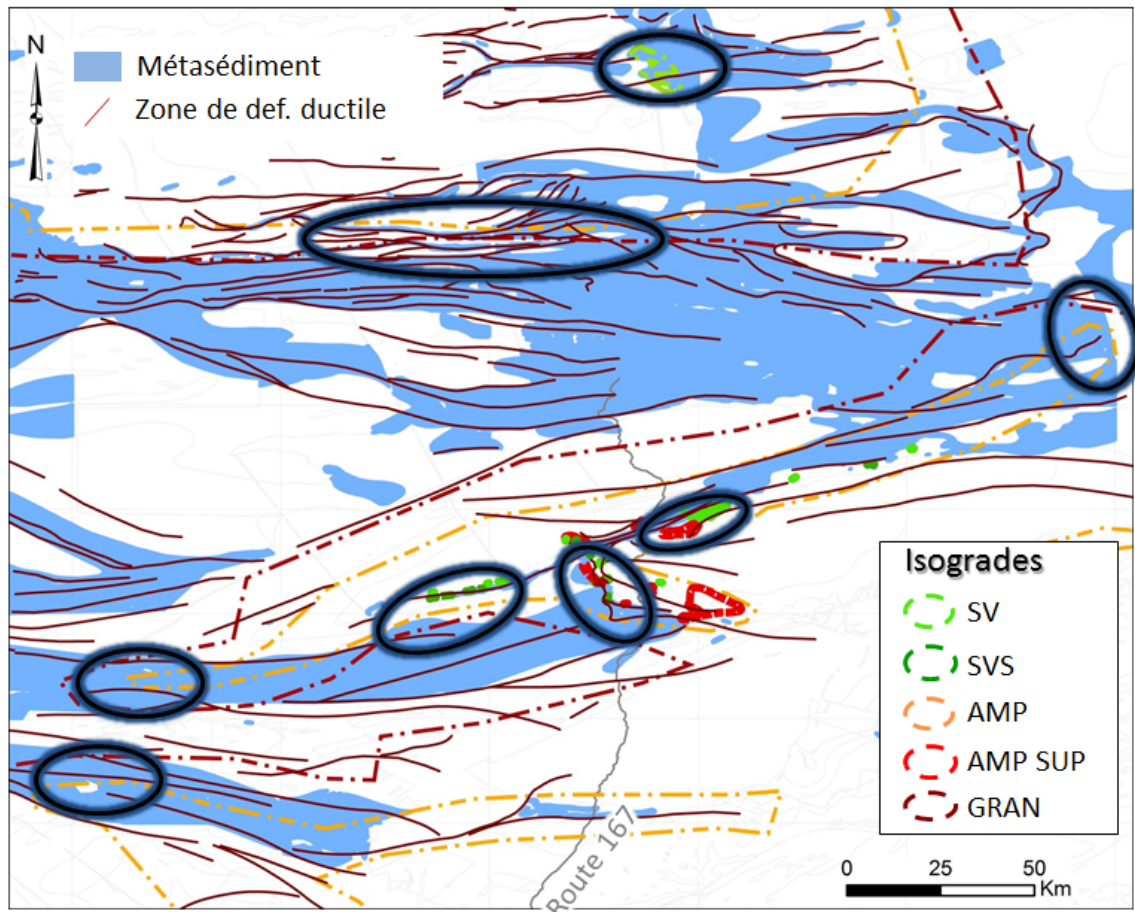 N
Métasédiment
Zone de def. ductile
Isogrades
SV
SVS
AMP
AMP SUP
GRAN
Route 167
0 25 50
Km